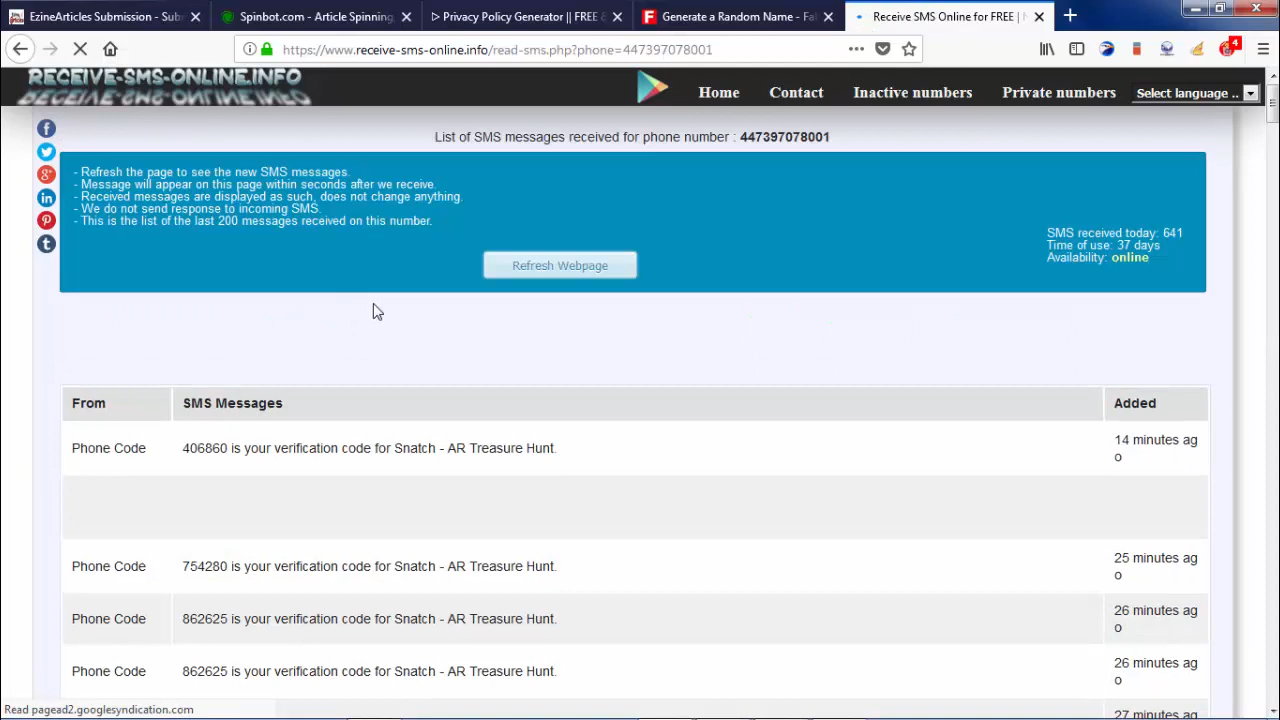 EzineArticles Submission - Sub
Spinbot.com - Article Spinning,
Privacy Policy Generator || FREE &
Generate a Random Name - Fa
Receive SMS Online for FREE |
https://www.receive-sms-online.info/read-sms.php?phone=447397078001
4
RECEIVE-SMS-ONLINE.INFO
Home
Contact
Inactive numbers
Private numbers
Select language ..
List of SMS messages received for phone number : 447397078001
- Refresh the page to see the new SMS messages.
- Message will appear on this page within seconds after we receive.
- Received messages are displayed as such, does not change anything.
- We do not send response to incoming SMS.
- This is the list of the last 200 messages received on this number.
SMS received today: 641
Time of use: 37 days
Availability: online
Refresh Webpage
From SMS Messages Added
Phone Code 406860 is your verification code for Snatch - AR Treasure Hunt. 14 minutes ag
o
Phone Code 754280 is your verification code for Snatch - AR Treasure Hunt. 25 minutes ag
o
Phone Code 862625 is your verification code for Snatch - AR Treasure Hunt. 26 minutes ag
o
Phone Code 862625 is your verification code for Snatch - AR Treasure Hunt. 26 minutes ag
o
27 minutes ag
Read pagead2.googlesyndication.com